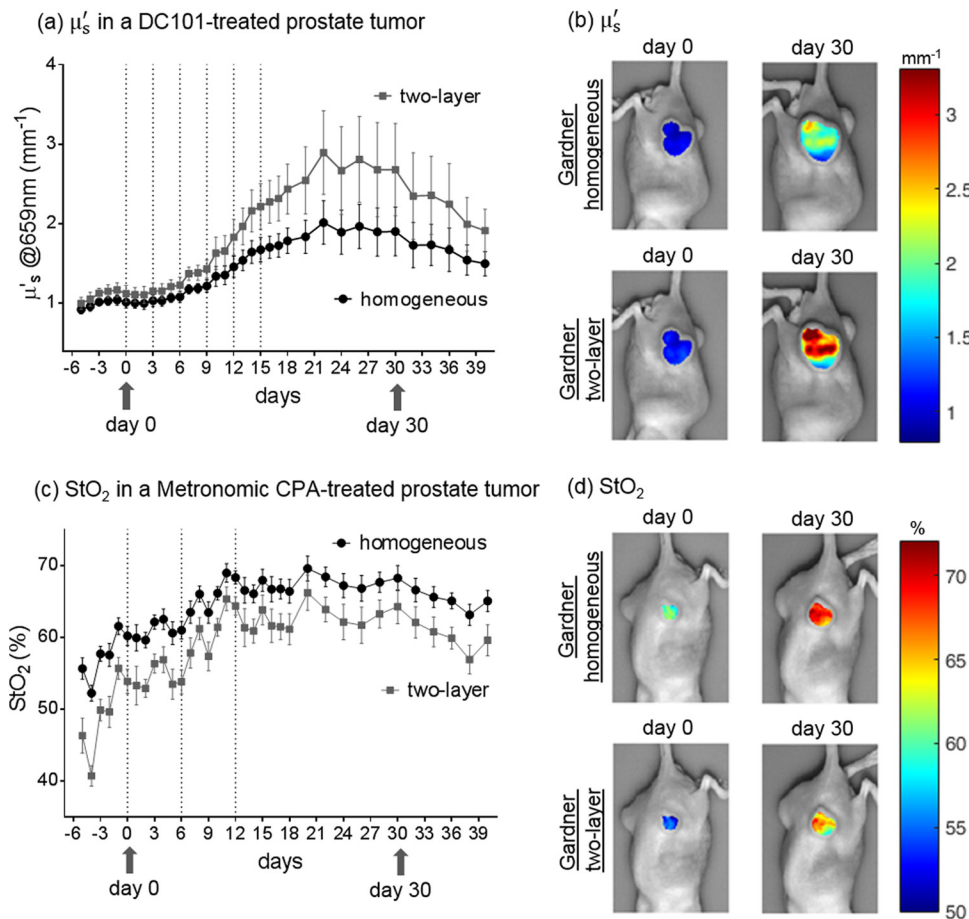 (a) μ′s in a DC101-treated prostate tumor
4
3
2
1
μ′s @659nm (mm⁻¹)
two-layer
homogeneous
-6 -3 0 3 6 9 12 15 18 21 24 27 30 33 36 39
days
day 0
day 30
(b) μ′s
day 0
day 30
Gardner
homogeneous
Gardner
two-layer
mm⁻¹
3
2.5
2
1.5
1
(c) StO₂ in a Metronomic CPA-treated prostate tumor
70
60
50
40
StO₂ (%)
homogeneous
two-layer
-6 -3 0 3 6 9 12 15 18 21 24 27 30 33 36 39
days
day 0
day 30
(d) StO₂
day 0
day 30
Gardner
homogeneous
day 0
day 30
Gardner
two-layer
%
70
65
60
55
50